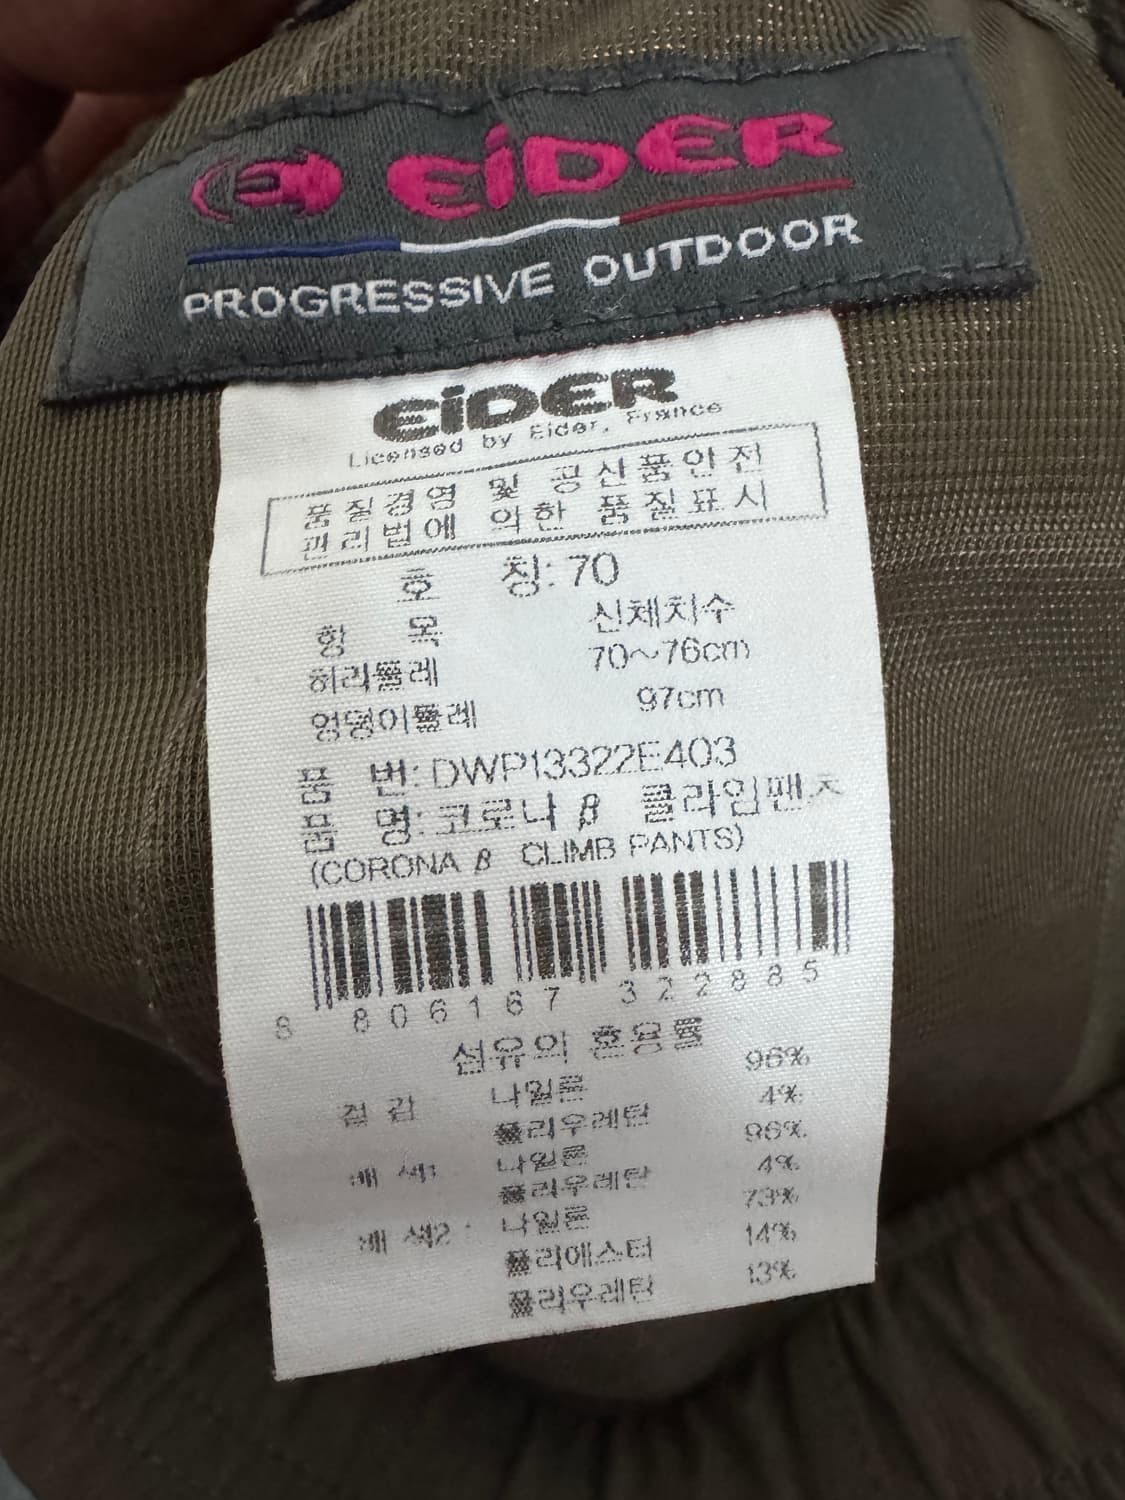 EiDER
PROGRESSIVE OUTDOOR
EiDER
Licensed by Eider, France
품질경영 및 공산품안전
관리법에 의한 품질표시
호 칭: 70
항 목 신체치수
허리둘레 70~76cm
엉덩이둘레 97cm
품 번: DWP13322E403
품 명: 코로나 β 클라임팬츠
(CORONA β CLIMB PANTS)
8 806167 322885
섬유의 혼용률
겉감 나일론 96%
폴리우레탄 4%
배색1: 나일론 96%
폴리우레탄 4%
배색2: 나일론 73%
폴리에스터 14%
폴리우레탄 13%